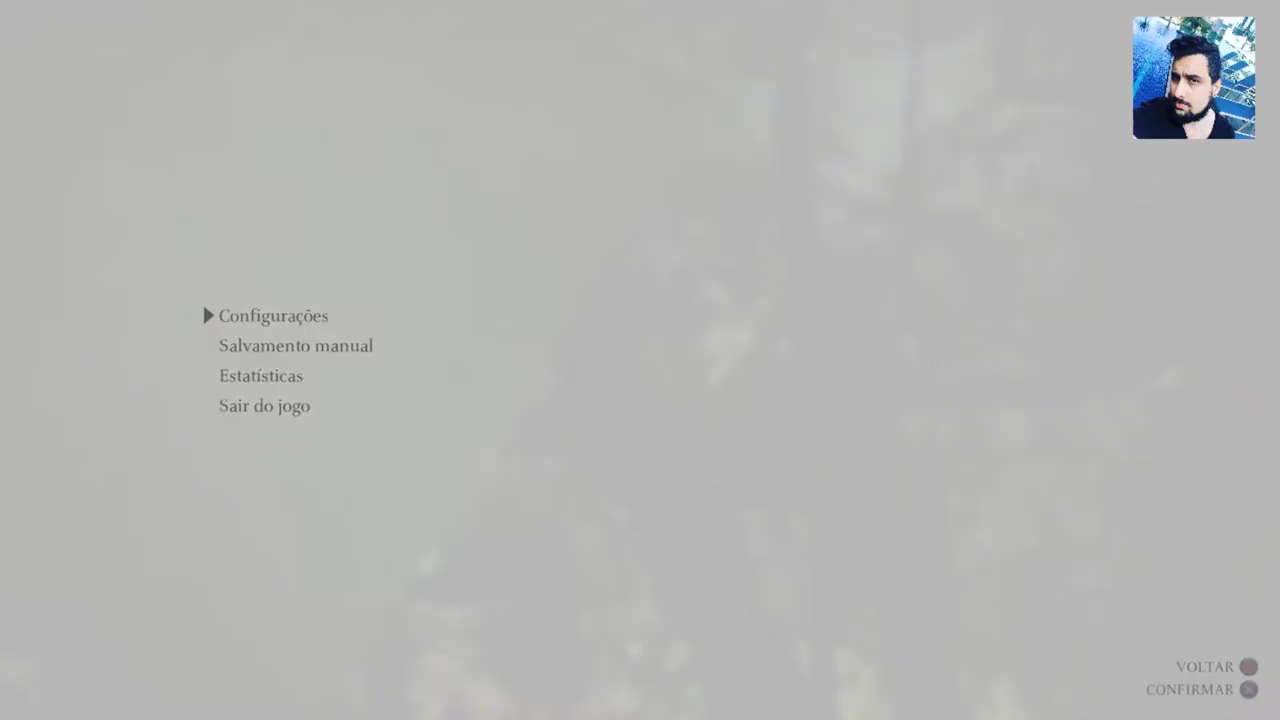 Configurações
Salvamento manual
Estatísticas
Sair do jogo
VOLTAR
CONFIRMAR